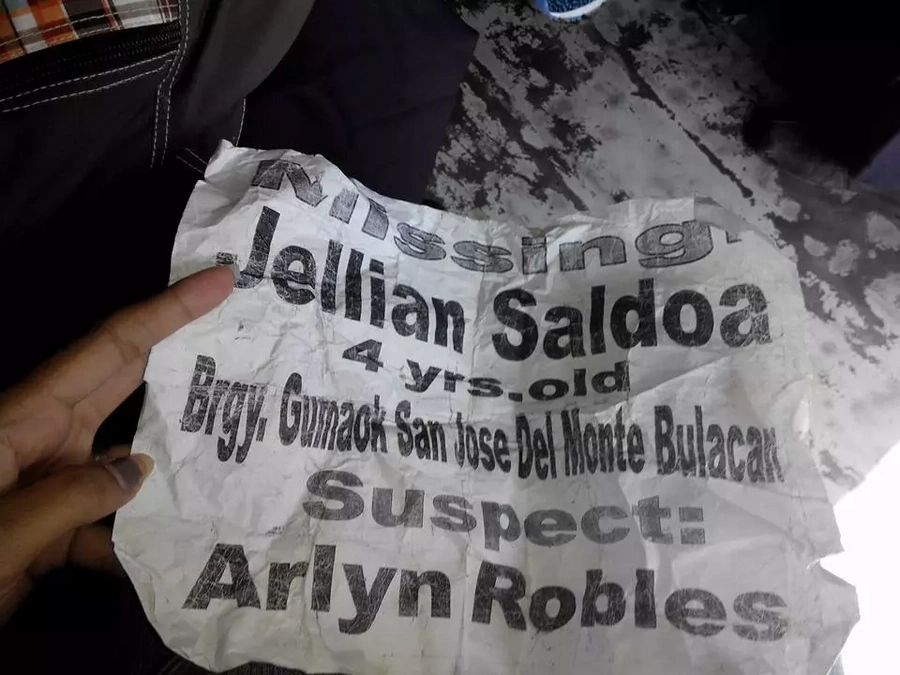 Missing!
Jellian Saldoa
4 yrs.old
Brgy. Gumaok San Jose Del Monte Bulacan
Suspect:
Arlyn Robles